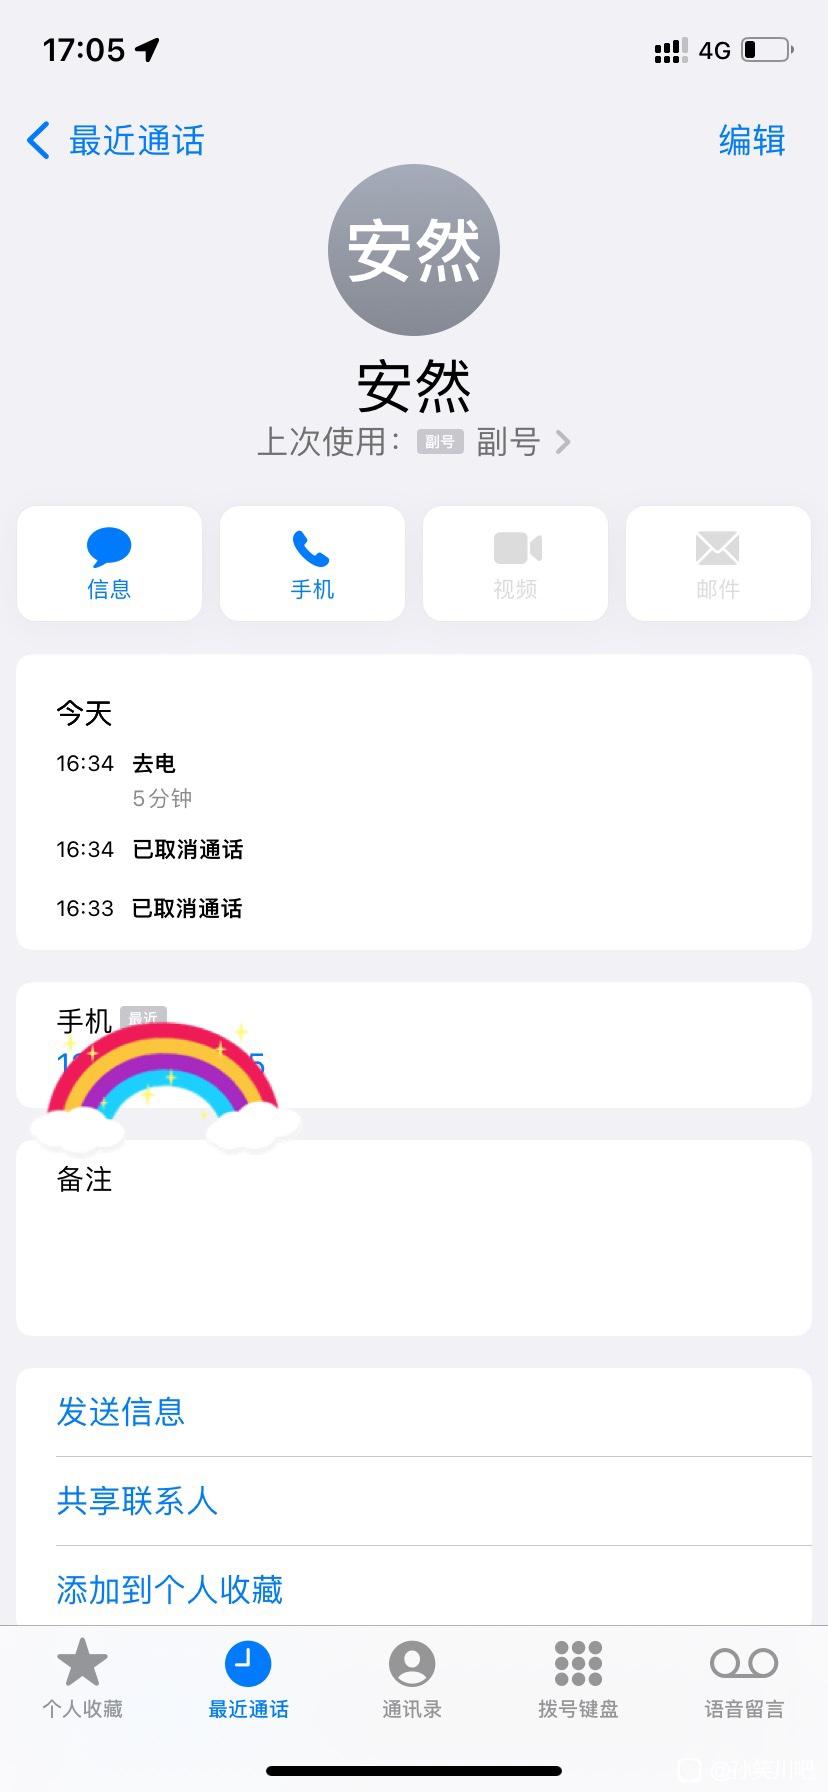 17:05
4G
最近通话
编辑
安然
安然
上次使用：副号 副号
信息
手机
视频
邮件
今天
16:34 去电
5分钟
16:34 已取消通话
16:33 已取消通话
手机 最近
备注
发送信息
共享联系人
添加到个人收藏
个人收藏
最近通话
通讯录
拨号键盘
语音留言
@孙笑川吧